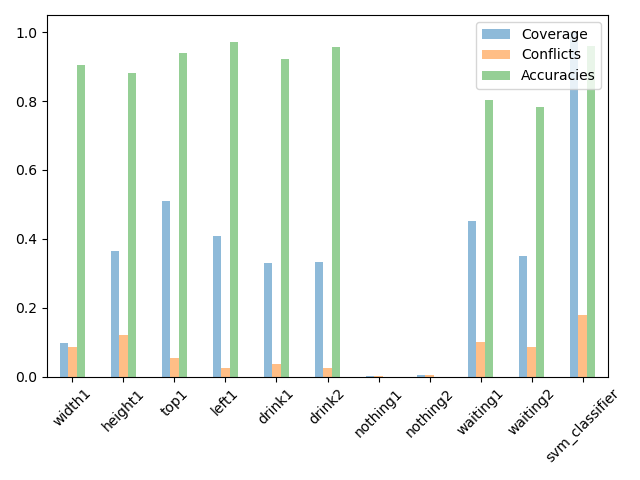 1.0
0.8
0.6
0.4
0.2
0.0
Coverage
Conflicts
Accuracies
width1
height1
top1
left1
drink1
drink2
nothing1
nothing2
waiting1
waiting2
svm_classifier